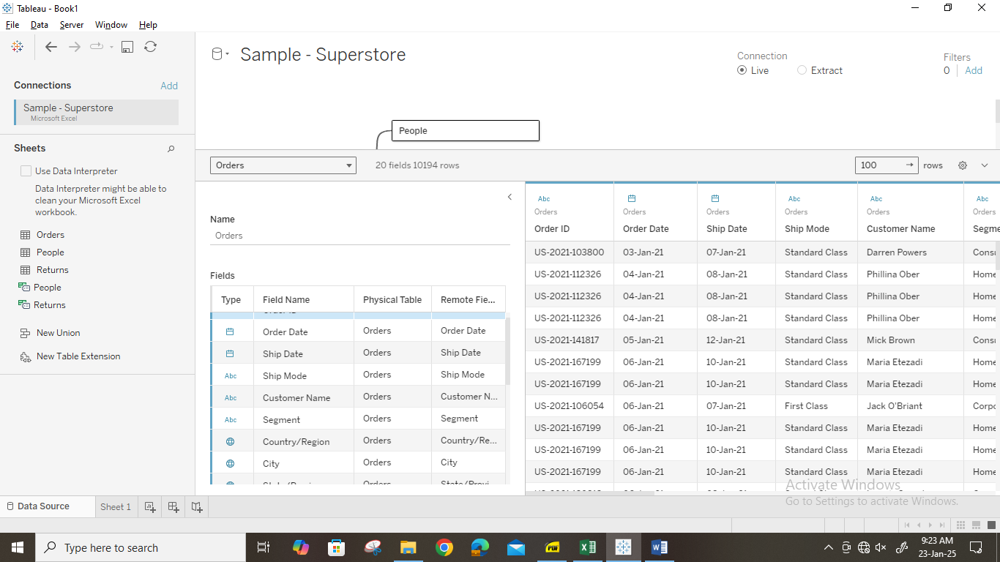 Tableau - Book1
File Data Server Window Help
Connections Add
Sample - Superstore
Microsoft Excel
Sheets
Use Data Interpreter
Data Interpreter might be able to
clean your Microsoft Excel
workbook.
Orders
People
Returns
People
Returns
New Union
New Table Extension
Sample - Superstore
Connection
Live Extract
Filters
0 Add
People
Orders 20 fields 10194 rows 100 rows
Name
Orders
Fields
Type Field Name Physical Table Remote Fie...
Order Date Orders Order Date
Ship Date Orders Ship Date
Abc Ship Mode Orders Ship Mode
Abc Customer Name Orders Customer N...
Abc Segment Orders Segment
Country/Region Orders Country/Re...
City Orders City
Abc Abc Abc Abc
Orders Orders Orders Orders Orders Orders
Order ID Order Date Ship Date Ship Mode Customer Name Segme
US-2021-103800 03-Jan-21 07-Jan-21 Standard Class Darren Powers Consu
US-2021-112326 04-Jan-21 08-Jan-21 Standard Class Phillina Ober Home
US-2021-112326 04-Jan-21 08-Jan-21 Standard Class Phillina Ober Home
US-2021-112326 04-Jan-21 08-Jan-21 Standard Class Phillina Ober Home
US-2021-141817 05-Jan-21 12-Jan-21 Standard Class Mick Brown Consu
US-2021-167199 06-Jan-21 10-Jan-21 Standard Class Maria Etezadi Home
US-2021-167199 06-Jan-21 10-Jan-21 Standard Class Maria Etezadi Home
US-2021-106054 06-Jan-21 07-Jan-21 First Class Jack O'Briant Corpo
US-2021-167199 06-Jan-21 10-Jan-21 Standard Class Maria Etezadi Home
US-2021-167199 06-Jan-21 10-Jan-21 Standard Class Maria Etezadi Home
US-2021-167199 06-Jan-21 10-Jan-21 Standard Class Maria Etezadi Home
Activate Windows
Go to Settings to activate Windows.
Data Source Sheet 1
Type here to search
PDF
9:23 AM
23-Jan-25